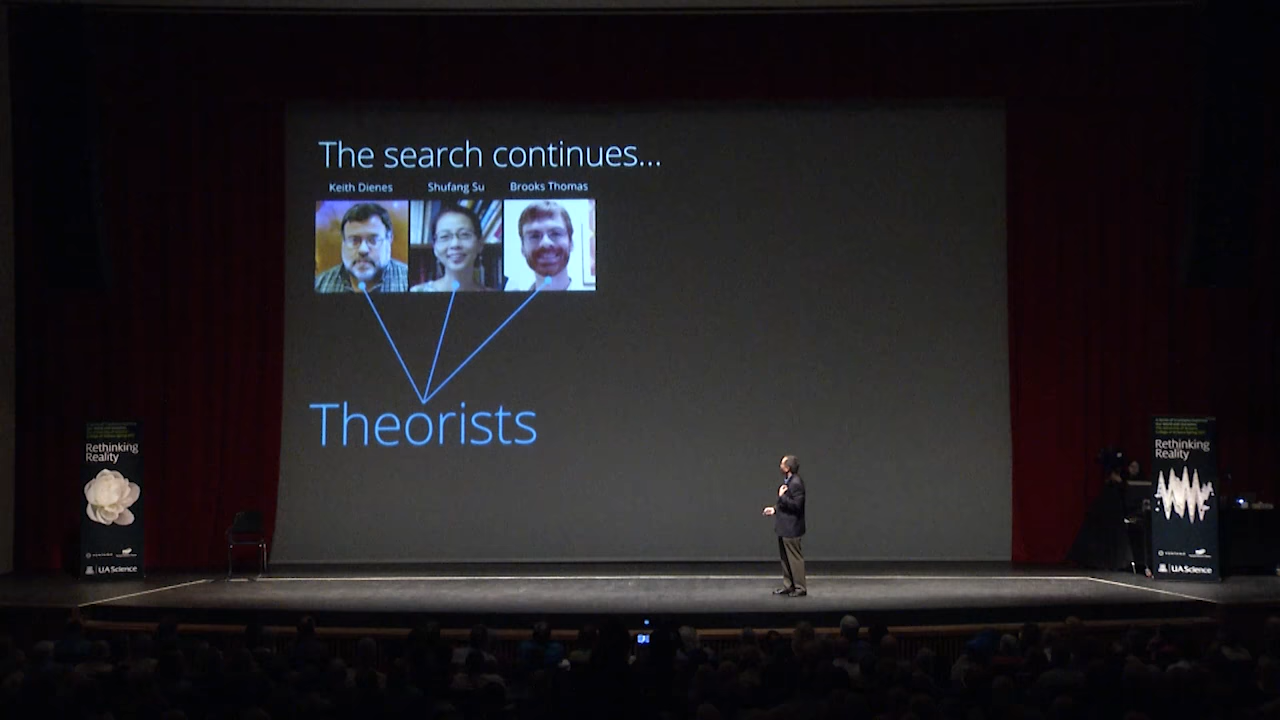 The search continues...
Keith Dienes
Shufang Su
Brooks Thomas
Theorists
Rethinking
Reality
UA Science
Rethinking
Reality
UA Science